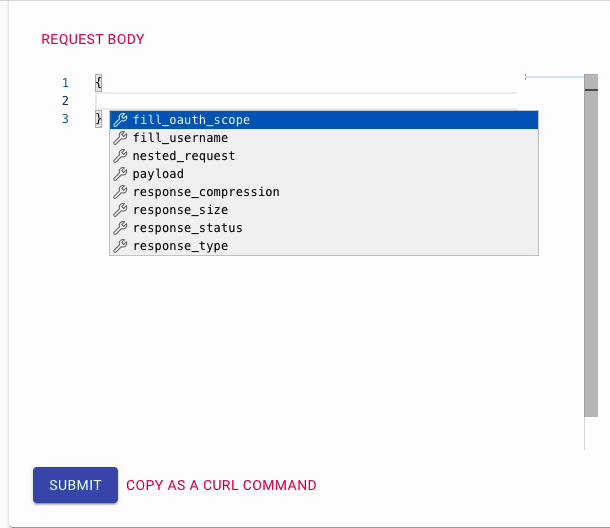 REQUEST BODY
1 {
2
3 }
fill_oauth_scope
fill_username
nested_request
payload
response_compression
response_size
response_status
response_type
SUBMIT COPY AS A CURL COMMAND